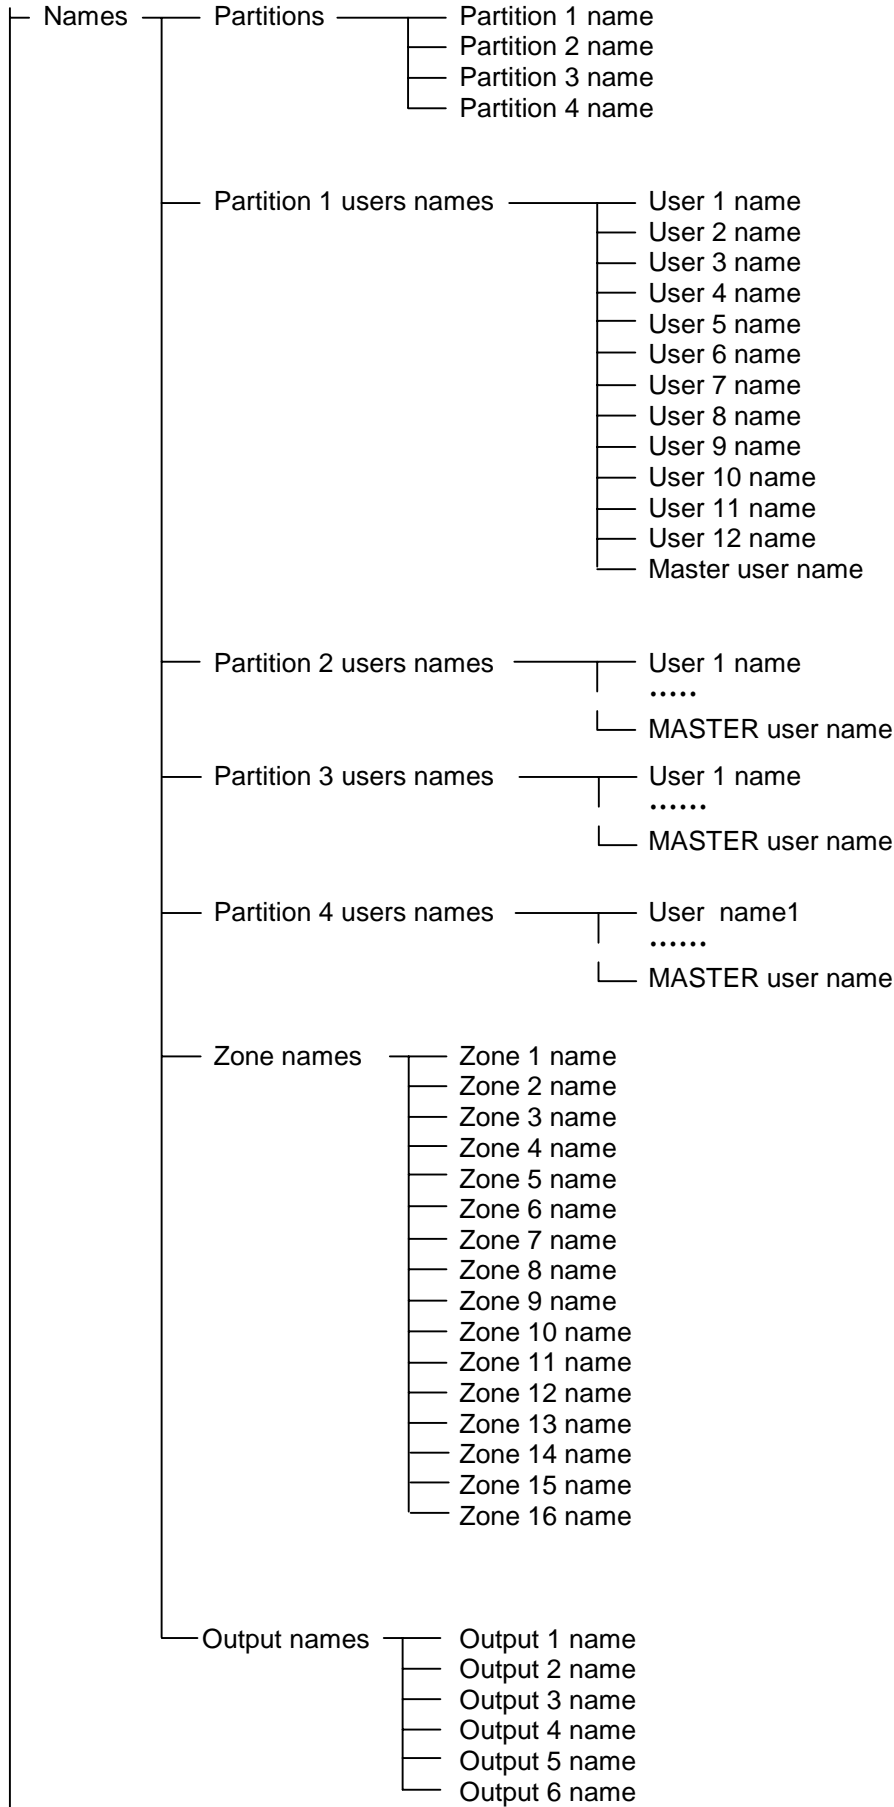 Names Partitions Partition 1 name
Partition 2 name
Partition 3 name
Partition 4 name
Partition 1 users names User 1 name
User 2 name
User 3 name
User 4 name
User 5 name
User 6 name
User 7 name
User 8 name
User 9 name
User 10 name
User 11 name
User 12 name
Master user name
Partition 2 users names User 1 name
.....
MASTER user name
Partition 3 users names User 1 name
......
MASTER user name
Partition 4 users names User name1
......
MASTER user name
Zone names Zone 1 name
Zone 2 name
Zone 3 name
Zone 4 name
Zone 5 name
Zone 6 name
Zone 7 name
Zone 8 name
Zone 9 name
Zone 10 name
Zone 11 name
Zone 12 name
Zone 13 name
Zone 14 name
Zone 15 name
Zone 16 name
Output names Output 1 name
Output 2 name
Output 3 name
Output 4 name
Output 5 name
Output 6 name